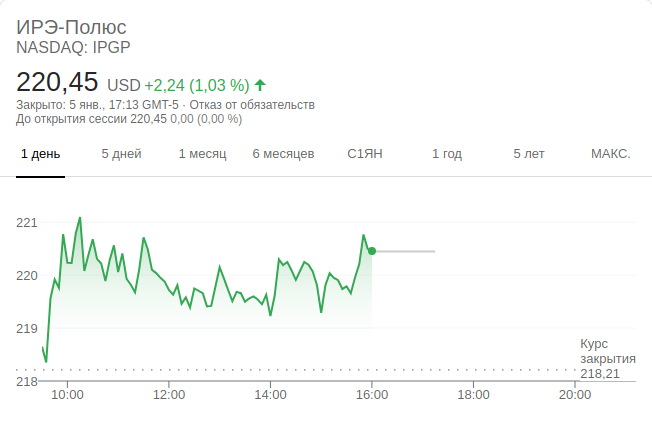 ИРЭ-Полюс
NASDAQ: IPGP
220,45 USD +2,24 (1,03 %)
Закрыто: 5 янв., 17:13 GMT-5 · Отказ от обязательств
До открытия сессии 220,45 0,00 (0,00 %)
1 день 5 дней 1 месяц 6 месяцев С1ЯН 1 год 5 лет МАКС.
221
220
219
Курс
закрытия
218,21
218
10:00 12:00 14:00 16:00 18:00 20:00